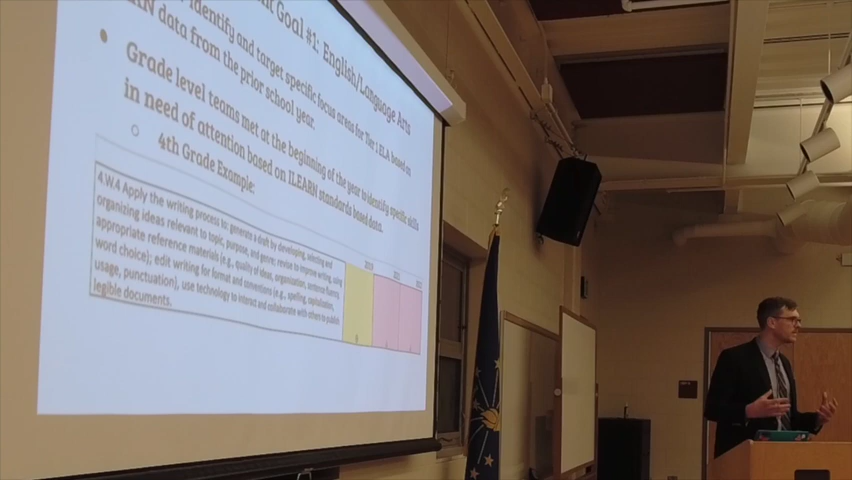 nt Goal #1: English/Language Arts
identify and target specific focus areas for Tier 1 ELA based on
data from the prior school year.
● Grade level teams met at the beginning of the year to identify specific skills
in need of attention based on ILEARN standards based data.
○ 4th Grade Example:
4.W.4 Apply the writing process to: generate a draft by developing, selecting and
organizing ideas relevant to topic, purpose, and genre; revise to improve writing, using
appropriate reference materials (e.g., quality of ideas, organization, sentence fluency,
word choice); edit writing for format and conventions (e.g., spelling, capitalization,
usage, punctuation), use technology to interact and collaborate with others to publish
legible documents.
2019